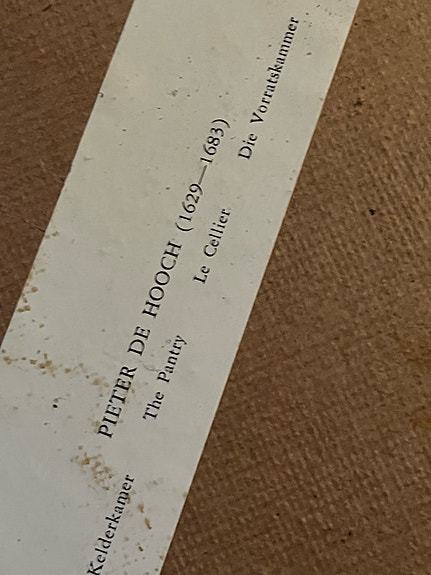 PIETER DE HOOCH (1629—1683)
Kelderkamer The Pantry Le Cellier Die Vorratskammer